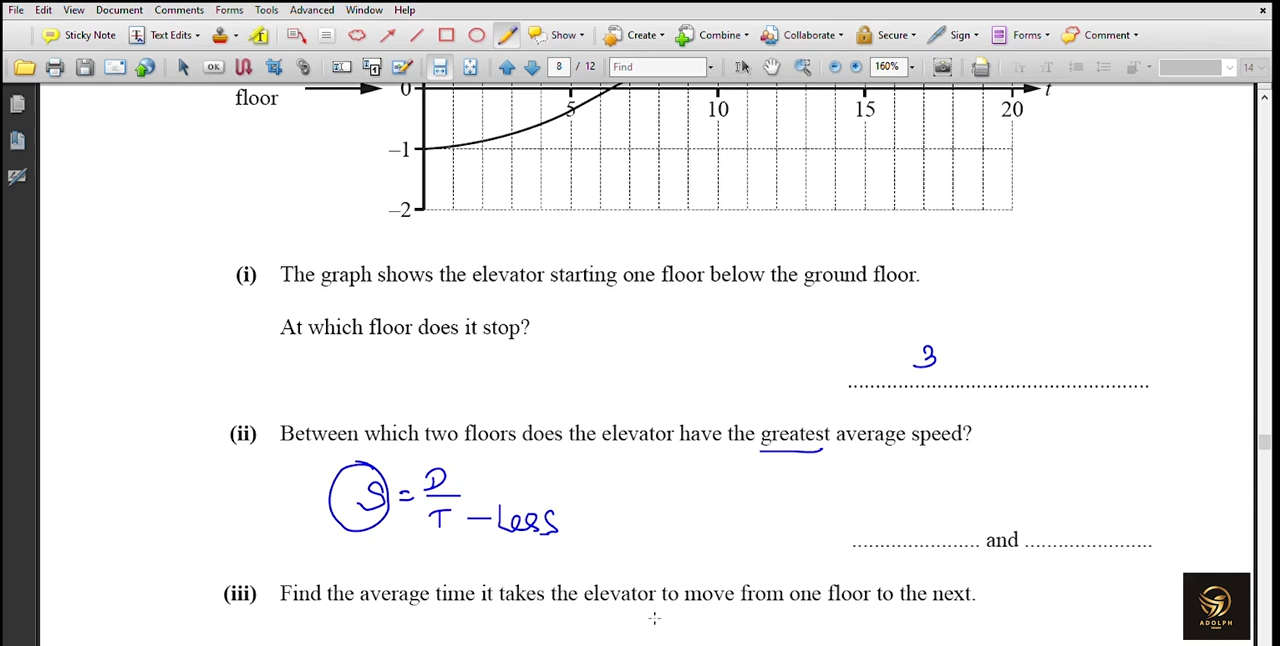 File Edit View Document Comments Forms Tools Advanced Window Help
Sticky Note Text Edits T Show Create Combine Collaborate Secure Sign Forms Comment
OK 8 / 12 Find 160% 14
floor 0 5 10 15 20 t
−1
−2
(i) The graph shows the elevator starting one floor below the ground floor.
At which floor does it stop?
3
(ii) Between which two floors does the elevator have the greatest average speed?
S = D
T – Less
and
(iii) Find the average time it takes the elevator to move from one floor to the next.
ADOLPH